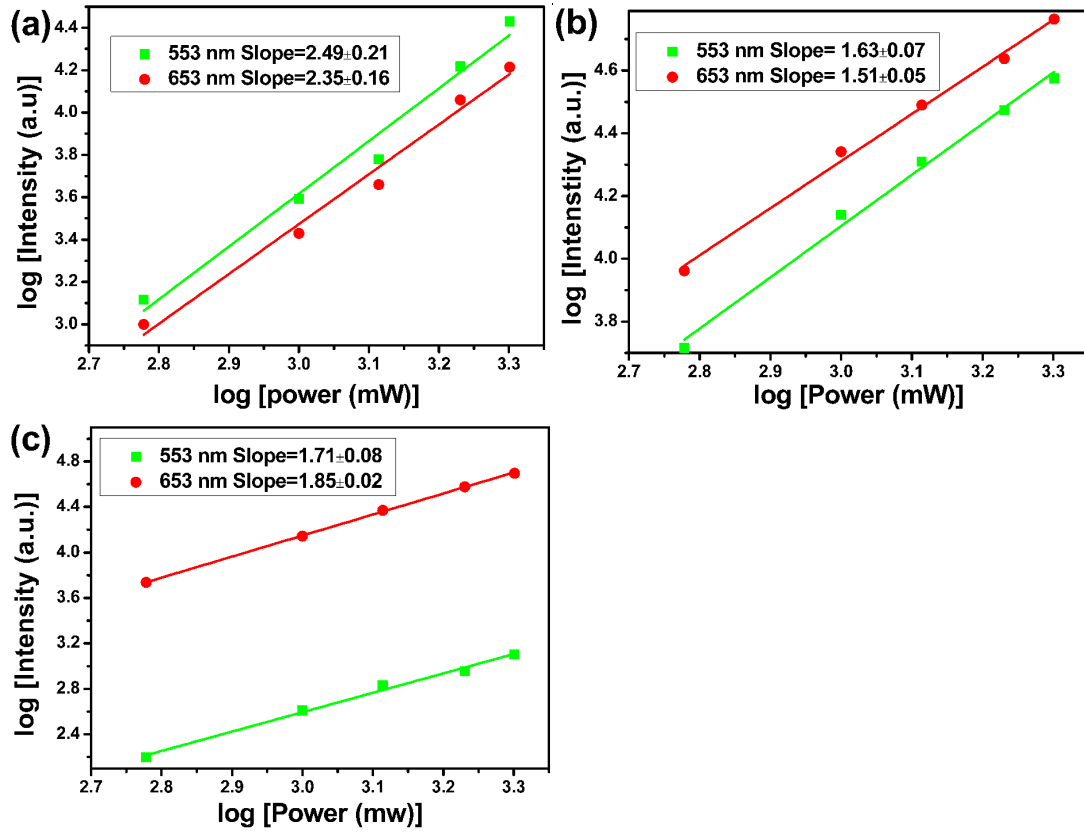 (a)
553 nm Slope=2.49±0.21
653 nm Slope=2.35±0.16
log [Intensity (a.u)]
4.4
4.2
4.0
3.8
3.6
3.4
3.2
3.0
2.7 2.8 2.9 3.0 3.1 3.2 3.3
log [power (mW)]
(b)
553 nm Slope= 1.63±0.07
653 nm Slope= 1.51±0.05
log [Intenstity (a.u.)]
4.6
4.4
4.2
4.0
3.8
2.7 2.8 2.9 3.0 3.1 3.2 3.3
log [Power (mW)]
(c)
553 nm Slope=1.71±0.08
653 nm Slope=1.85±0.02
log [Intensity (a.u.)]
4.8
4.4
4.0
3.6
3.2
2.8
2.4
2.7 2.8 2.9 3.0 3.1 3.2 3.3
log [Power (mw)]